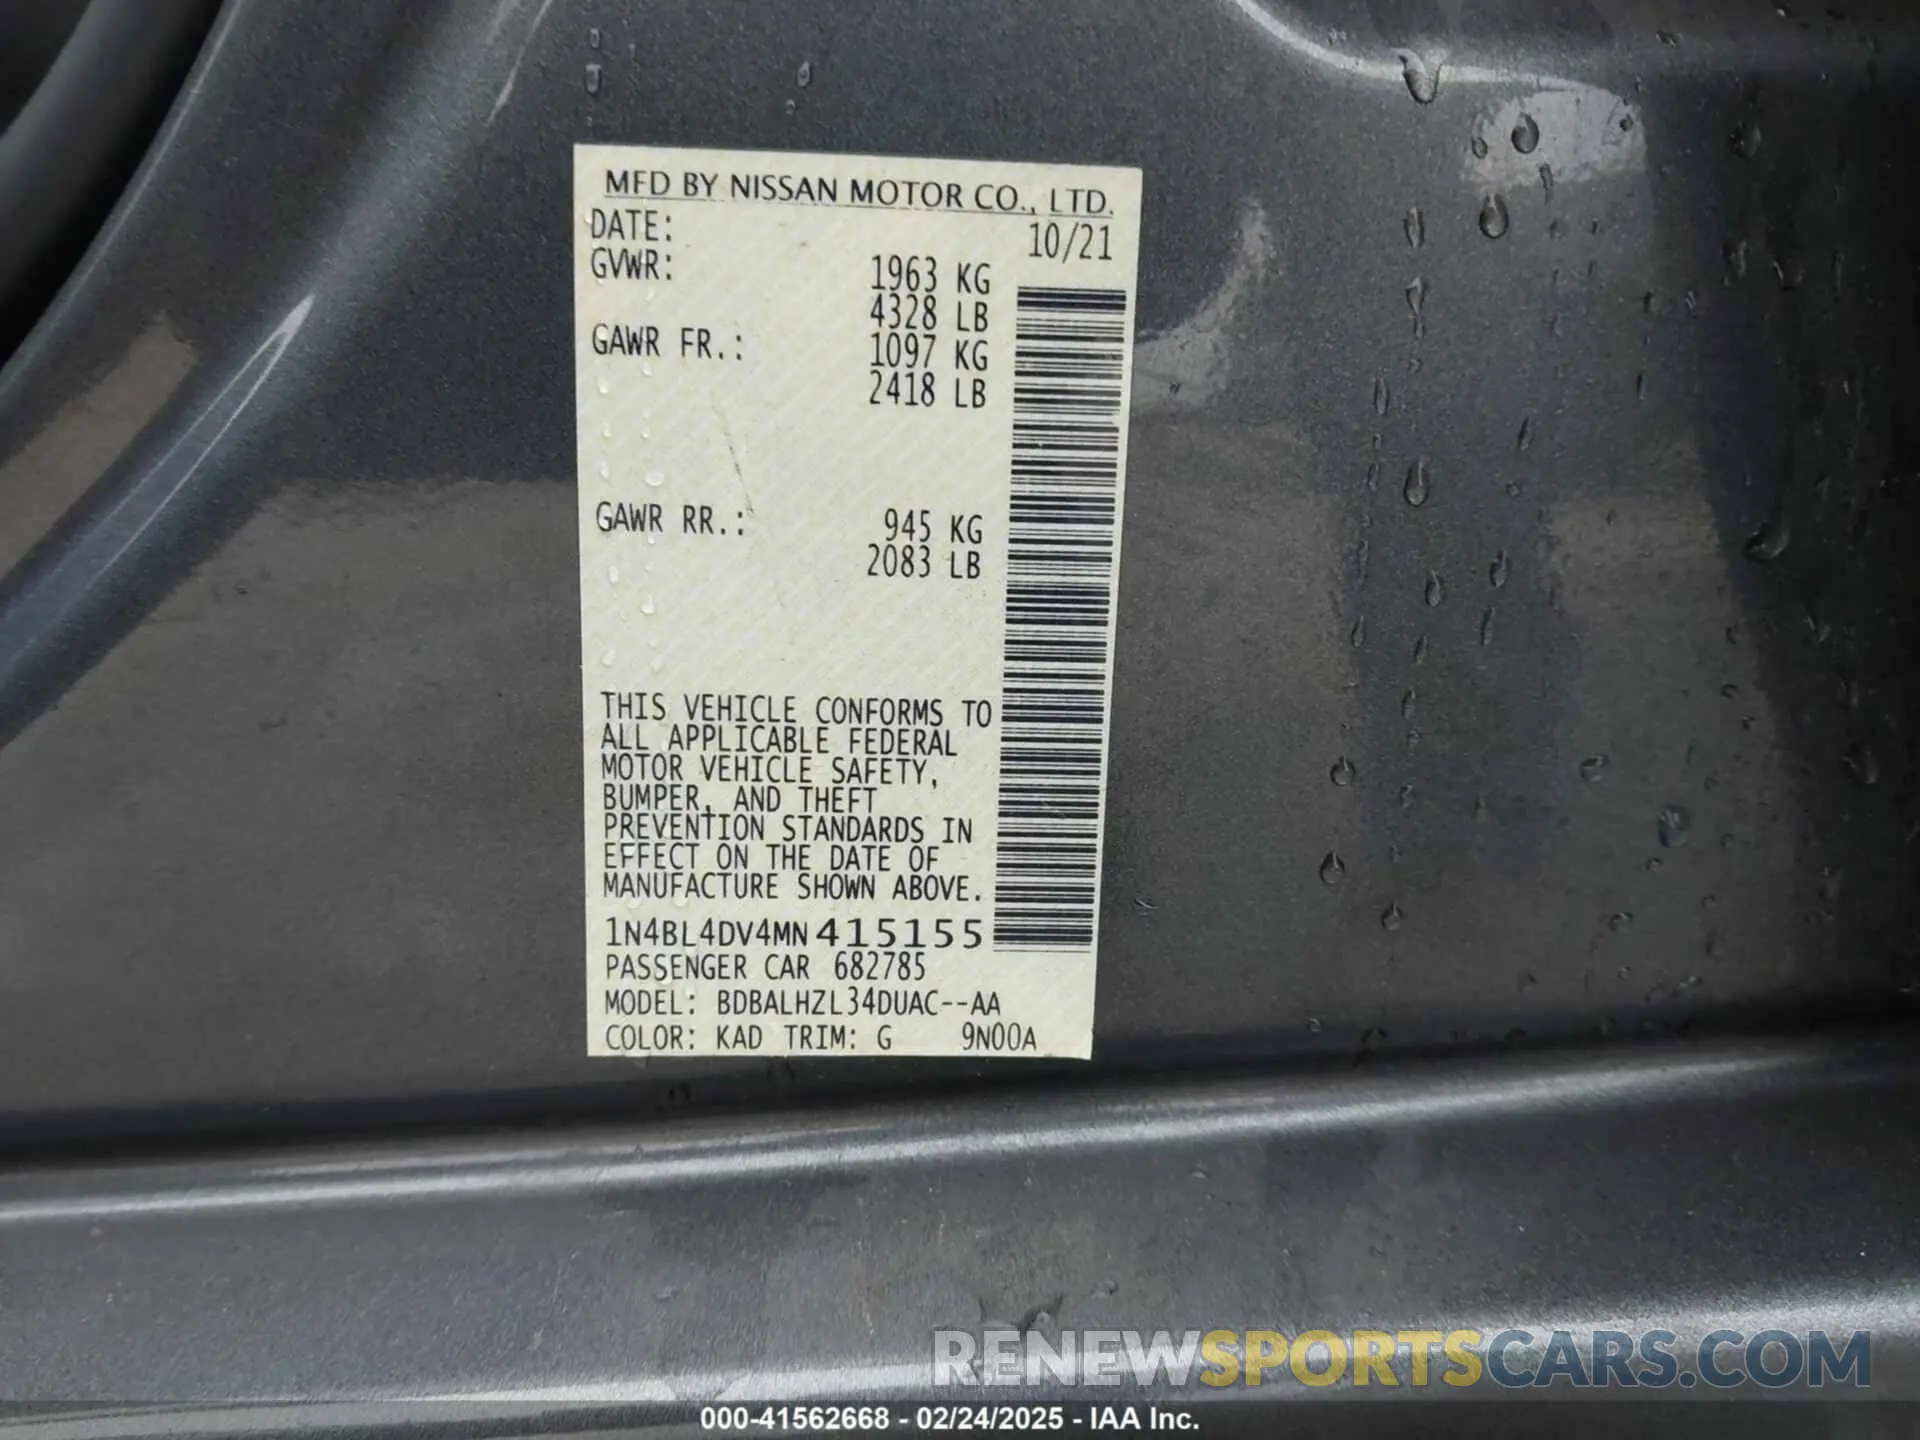 MFD BY NISSAN MOTOR CO., LTD.
DATE: 10/21
GVWR: 1963 KG
4328 LB
GAWR FR.: 1097 KG
2418 LB
GAWR RR.: 945 KG
2083 LB
THIS VEHICLE CONFORMS TO
ALL APPLICABLE FEDERAL
MOTOR VEHICLE SAFETY,
BUMPER, AND THEFT
PREVENTION STANDARDS IN
EFFECT ON THE DATE OF
MANUFACTURE SHOWN ABOVE.
1N4BL4DV4MN415155
PASSENGER CAR 682785
MODEL: BDBALHZL34DUAC--AA
COLOR: KAD TRIM: G 9N00A
RENEWSPORTSCARS.COM
000-41562668 - 02/24/2025 - IAA Inc.